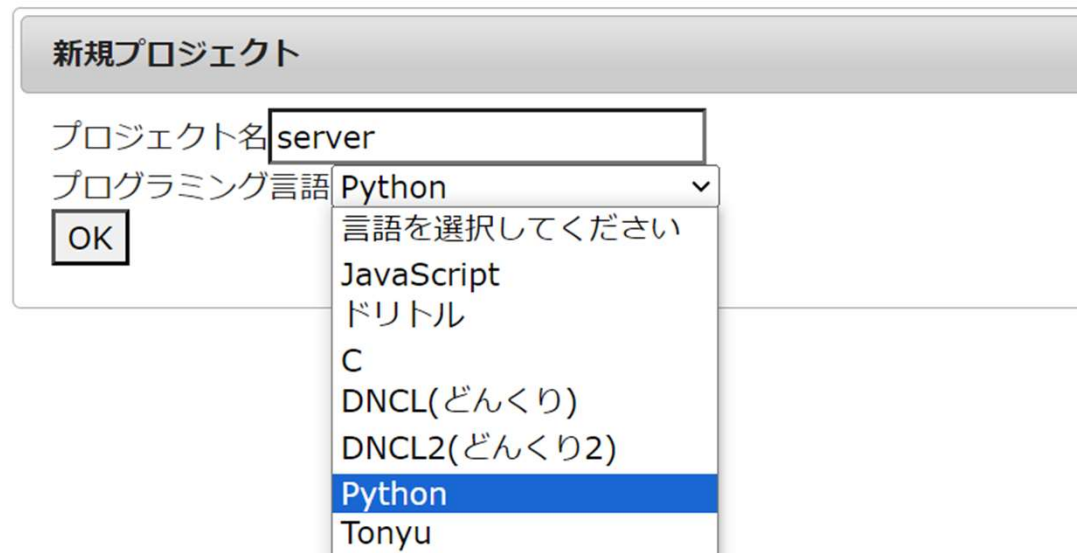 新規プロジェクト
プロジェクト名 server
プログラミング言語 Python
OK
言語を選択してください
JavaScript
ドリトル
C
DNCL(どんくり)
DNCL2(どんくり2)
Python
Tonyu